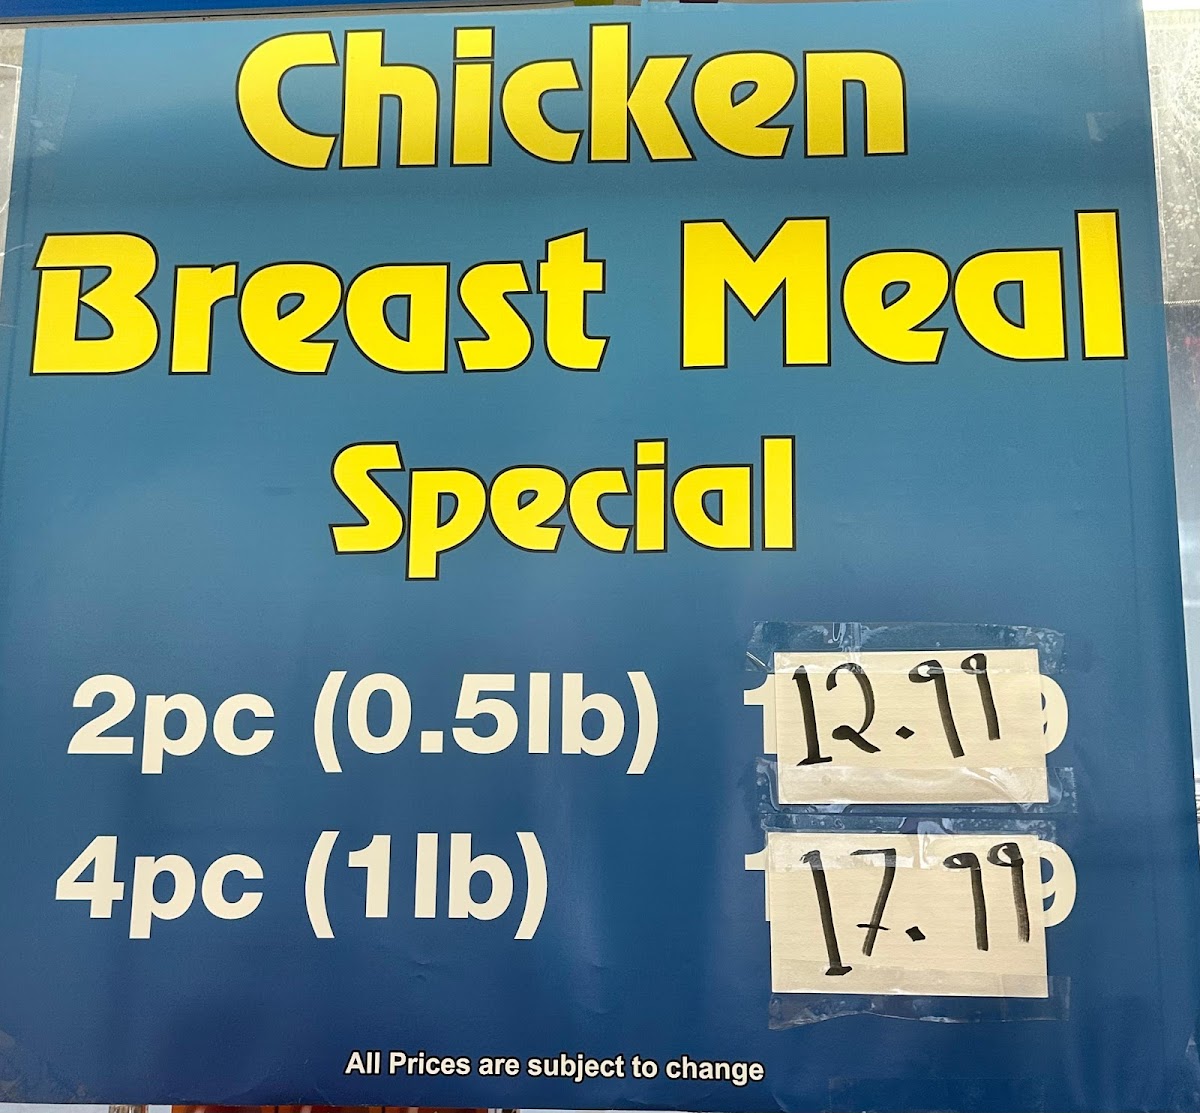 Chicken
Breast Meal
Special
2pc (0.5lb) 12.99
4pc (1lb) 17.99
All Prices are subject to change